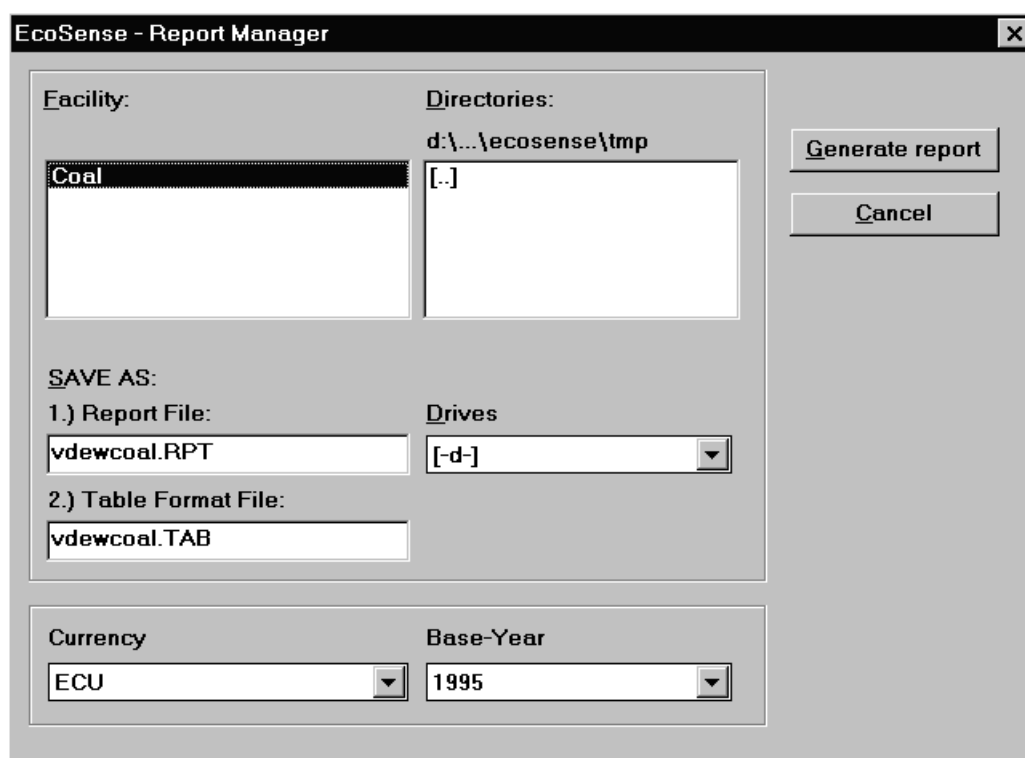 EcoSense - Report Manager
Facility:
Directories:
d:\...\ecosense\tmp
Coal
[..]
Generate report
Cancel
SAVE AS:
1.) Report File:
Drives
vdewcoal.RPT
[-d-]
2.) Table Format File:
vdewcoal.TAB
Currency
Base-Year
ECU
1995